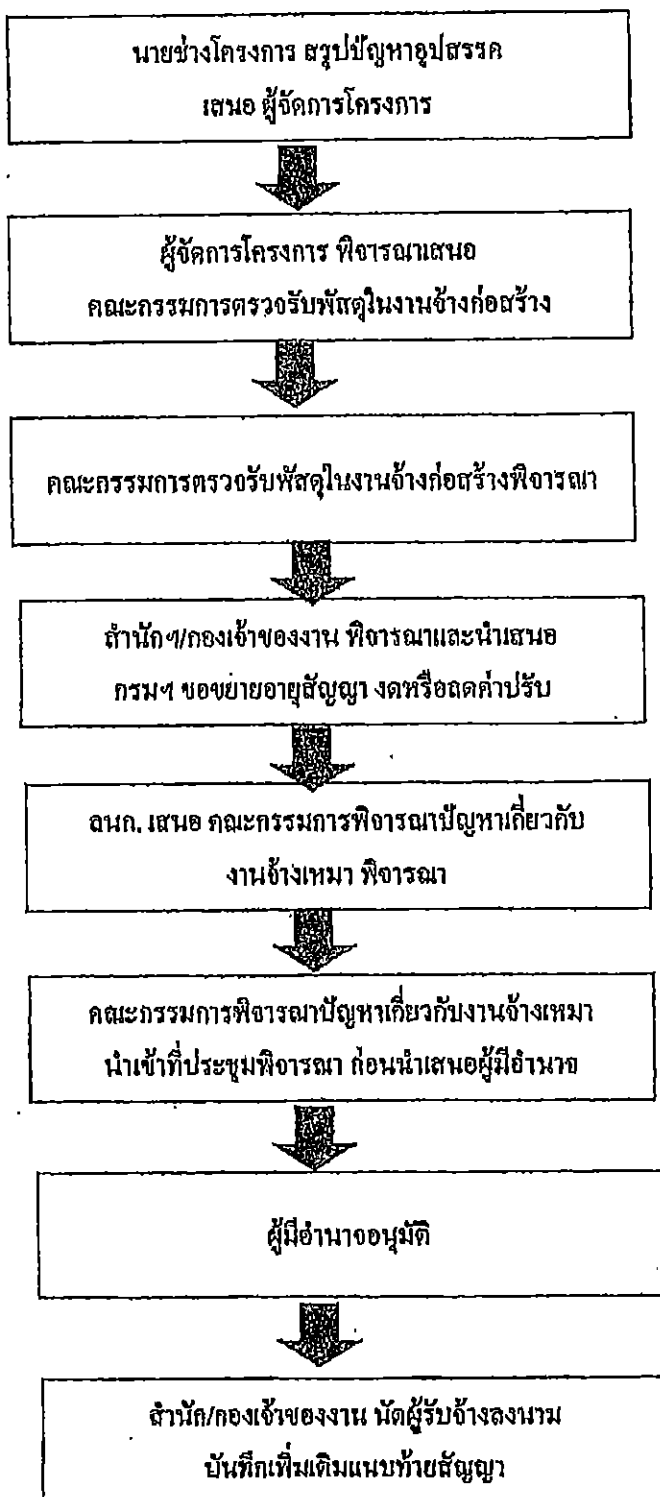 นายช่างโครงการ สรุปปัญหาอุปสรรค
เสนอ ผู้จัดการโครงการ
ผู้จัดการโครงการ พิจารณาเสนอ
คณะกรรมการตรวจรับพัสดุในงานจ้างก่อสร้าง
คณะกรรมการตรวจรับพัสดุในงานจ้างก่อสร้างพิจารณา
สำนักฯ/กองเจ้าของงาน พิจารณาและนำเสนอ
กรมฯ ขอขยายอายุสัญญา งดหรือลดค่าปรับ
ลนก. เสนอ คณะกรรมการพิจารณาปัญหาเกี่ยวกับ
งานจ้างเหมา พิจารณา
คณะกรรมการพิจารณาปัญหาเกี่ยวกับงานจ้างเหมา
นำเข้าที่ประชุมพิจารณา ก่อนนำเสนอผู้มีอำนาจ
ผู้มีอำนาจอนุมัติ
สำนัก/กองเจ้าของงาน นัดผู้รับจ้างลงนาม
บันทึกเพิ่มเติมแนบท้ายสัญญา